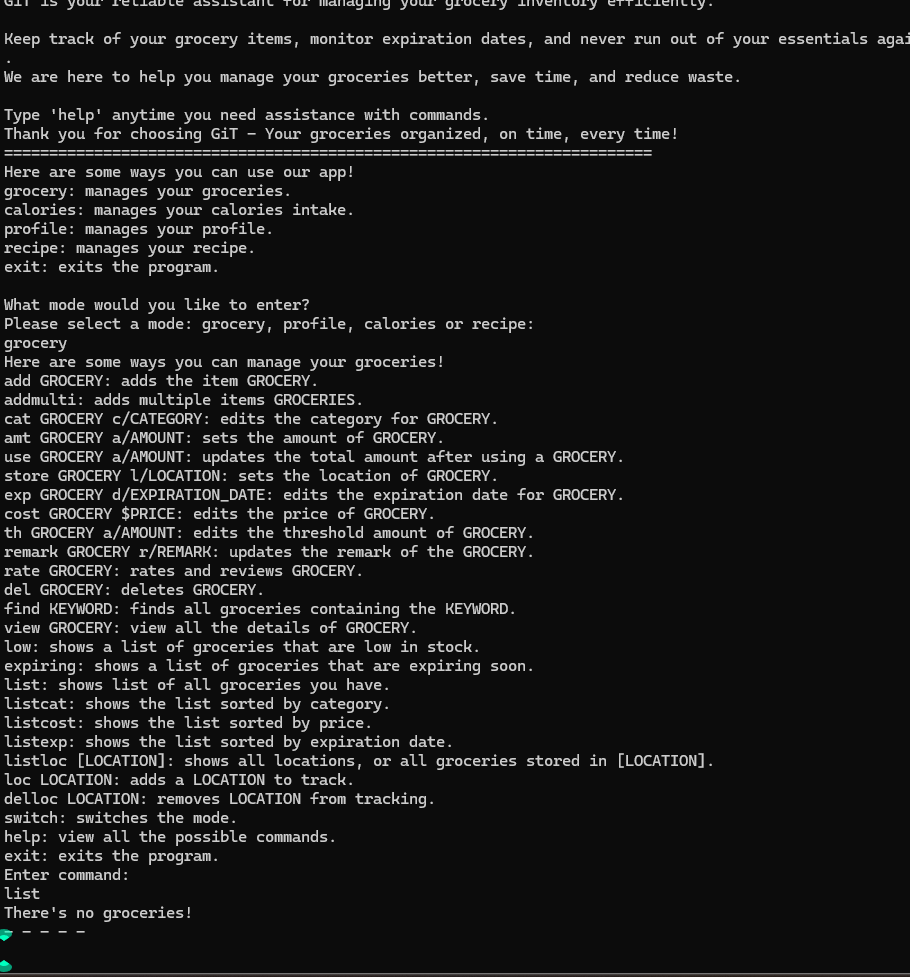 GiT is your reliable assistant for managing your grocery inventory efficiently.
Keep track of your grocery items, monitor expiration dates, and never run out of your essentials agai
.
We are here to help you manage your groceries better, save time, and reduce waste.
Type 'help' anytime you need assistance with commands.
Thank you for choosing GiT – Your groceries organized, on time, every time!
========================================================================
Here are some ways you can use our app!
grocery: manages your groceries.
calories: manages your calories intake.
profile: manages your profile.
recipe: manages your recipe.
exit: exits the program.
What mode would you like to enter?
Please select a mode: grocery, profile, calories or recipe:
grocery
Here are some ways you can manage your groceries!
add GROCERY: adds the item GROCERY.
addmulti: adds multiple items GROCERIES.
cat GROCERY c/CATEGORY: edits the category for GROCERY.
amt GROCERY a/AMOUNT: sets the amount of GROCERY.
use GROCERY a/AMOUNT: updates the total amount after using a GROCERY.
store GROCERY l/LOCATION: sets the location of GROCERY.
exp GROCERY d/EXPIRATION_DATE: edits the expiration date for GROCERY.
cost GROCERY $PRICE: edits the price of GROCERY.
th GROCERY a/AMOUNT: edits the threshold amount of GROCERY.
remark GROCERY r/REMARK: updates the remark of the GROCERY.
rate GROCERY: rates and reviews GROCERY.
del GROCERY: deletes GROCERY.
find KEYWORD: finds all groceries containing the KEYWORD.
view GROCERY: view all the details of GROCERY.
low: shows a list of groceries that are low in stock.
expiring: shows a list of groceries that are expiring soon.
list: shows list of all groceries you have.
listcat: shows the list sorted by category.
listcost: shows the list sorted by price.
listexp: shows the list sorted by expiration date.
listloc [LOCATION]: shows all locations, or all groceries stored in [LOCATION].
loc LOCATION: adds a LOCATION to track.
delloc LOCATION: removes LOCATION from tracking.
switch: switches the mode.
help: view all the possible commands.
exit: exits the program.
Enter command:
list
There's no groceries!
- - - - -